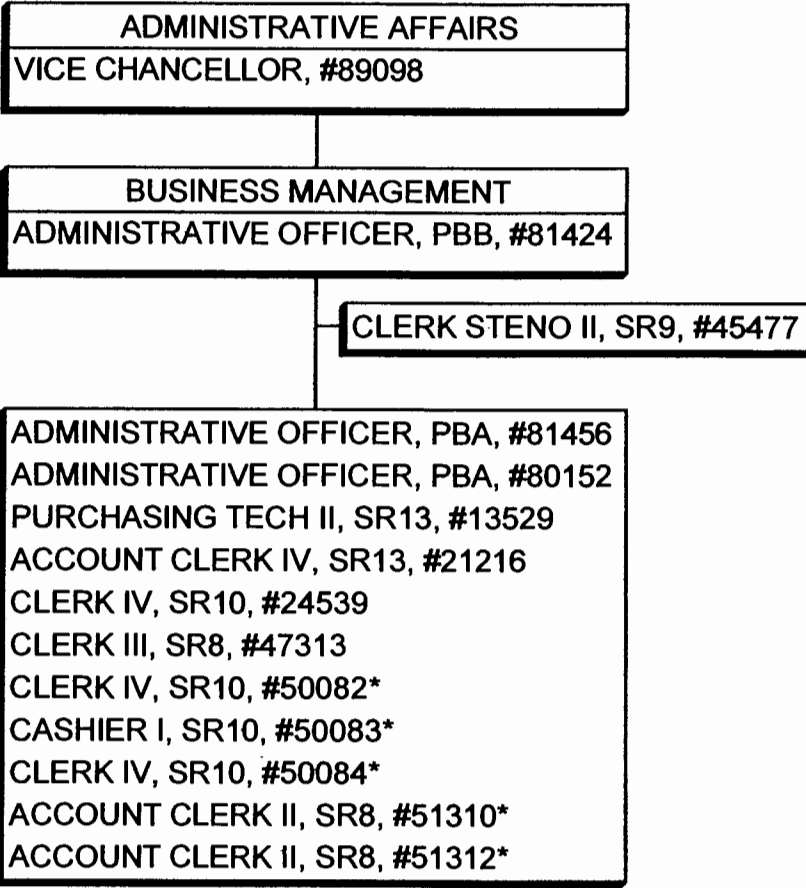 ADMINISTRATIVE AFFAIRS
VICE CHANCELLOR, #89098
BUSINESS MANAGEMENT
ADMINISTRATIVE OFFICER, PBB, #81424
CLERK STENO II, SR9, #45477
ADMINISTRATIVE OFFICER, PBA, #81456
ADMINISTRATIVE OFFICER, PBA, #80152
PURCHASING TECH II, SR13, #13529
ACCOUNT CLERK IV, SR13, #21216
CLERK IV, SR10, #24539
CLERK III, SR8, #47313
CLERK IV, SR10, #50082*
CASHIER I, SR10, #50083*
CLERK IV, SR10, #50084*
ACCOUNT CLERK II, SR8, #51310*
ACCOUNT CLERK II, SR8, #51312*